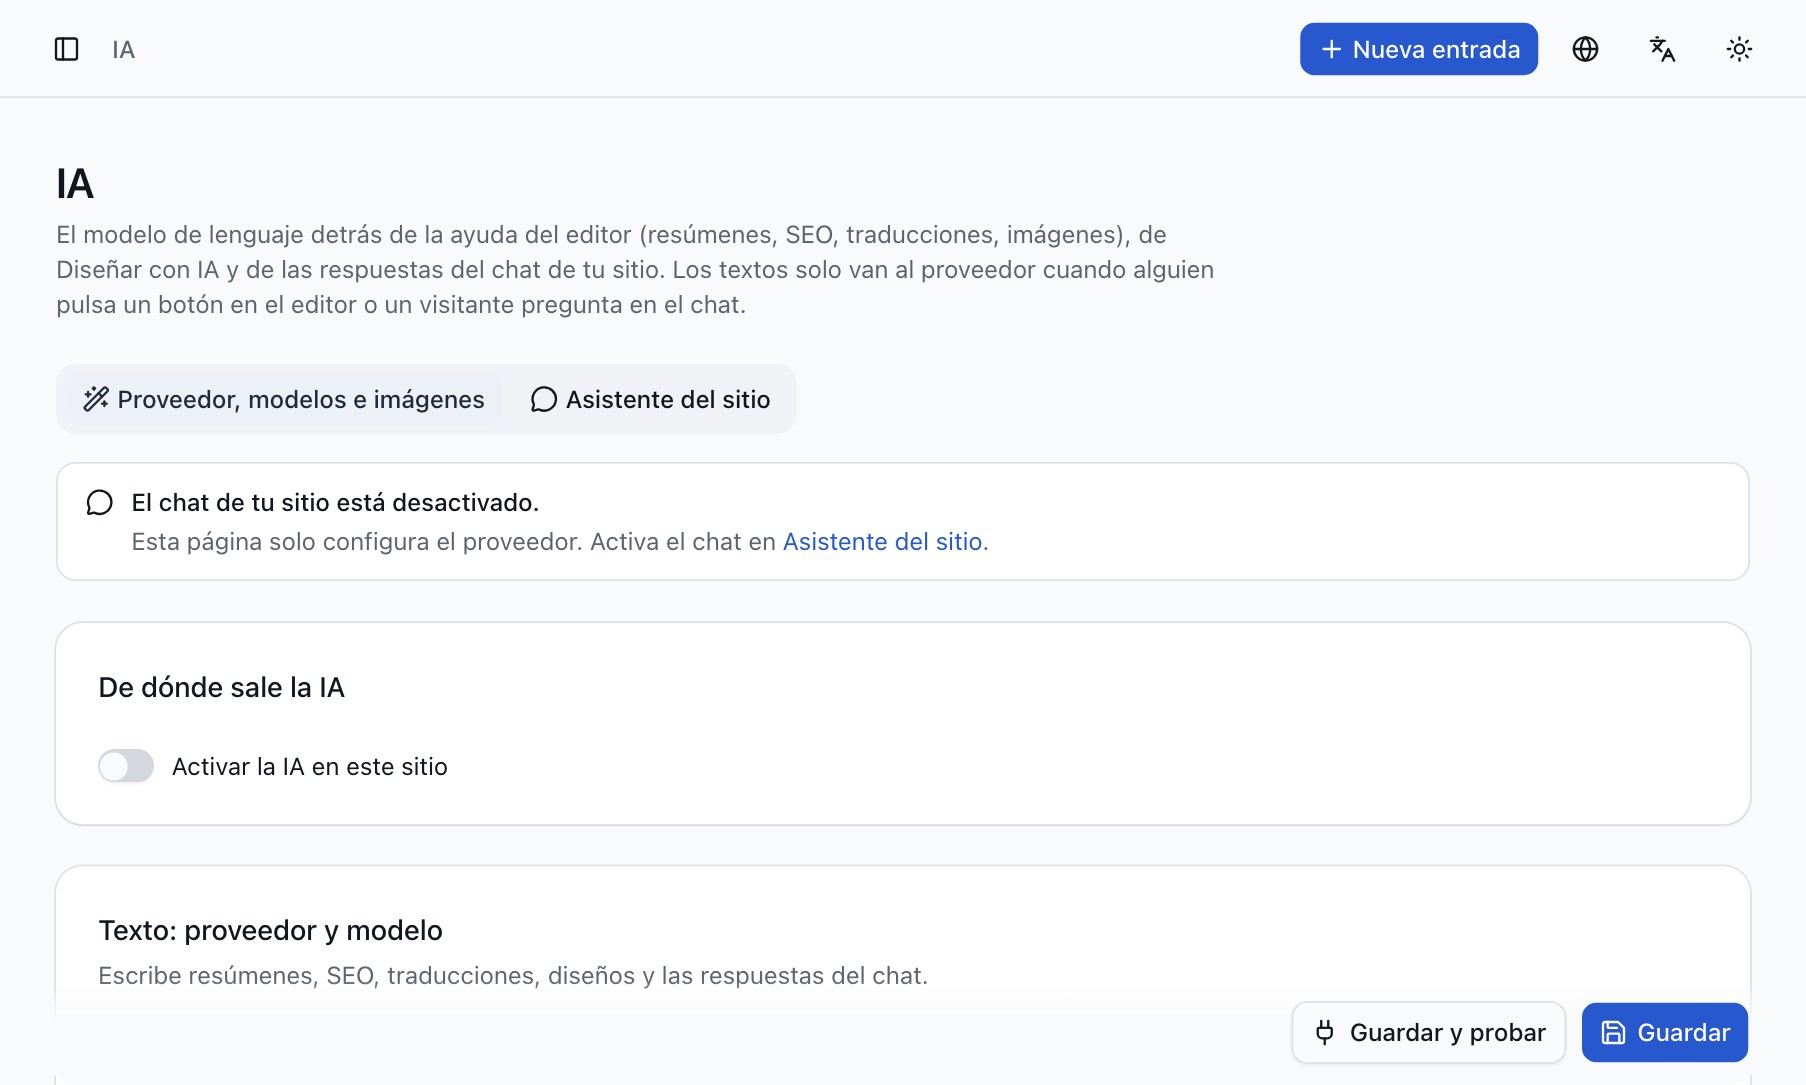 IA
Nueva entrada
IA
El modelo de lenguaje detrás de la ayuda del editor (resúmenes, SEO, traducciones, imágenes), de
Diseñar con IA y de las respuestas del chat de tu sitio. Los textos solo van al proveedor cuando alguien
pulsa un botón en el editor o un visitante pregunta en el chat.
Proveedor, modelos e imágenes
Asistente del sitio
El chat de tu sitio está desactivado.
Esta página solo configura el proveedor. Activa el chat en Asistente del sitio.
De dónde sale la IA
Activar la IA en este sitio
Texto: proveedor y modelo
Escribe resúmenes, SEO, traducciones, diseños y las respuestas del chat.
Guardar y probar
Guardar